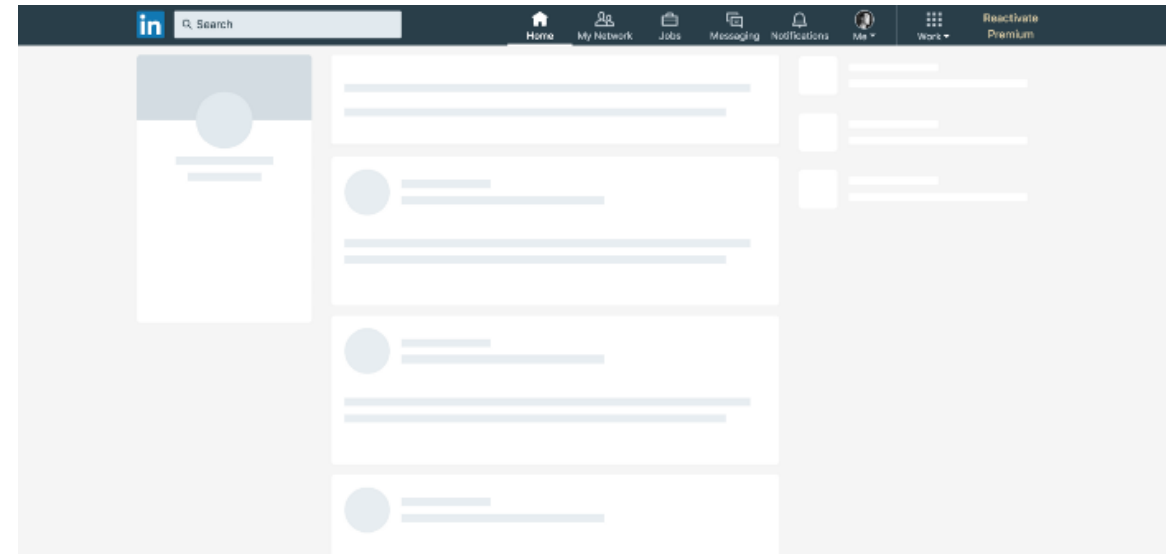 in
Search
Home
My Network
Jobs
Messaging
Notifications
Me
Work
Reactivate
Premium